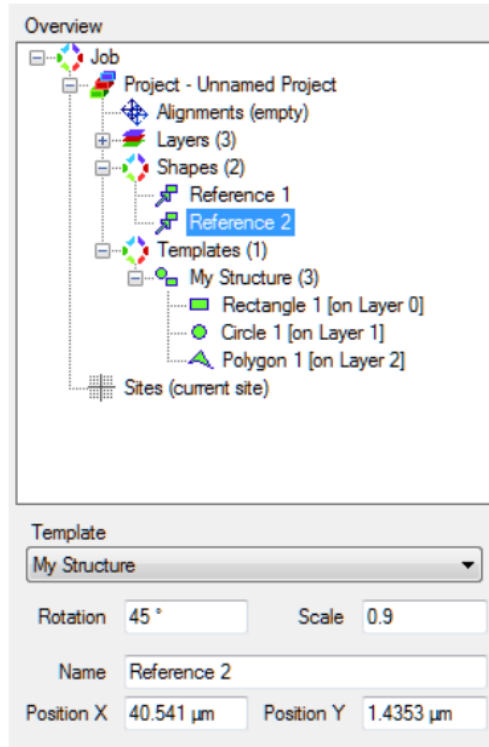 Overview
Job
Project - Unnamed Project
Alignments (empty)
Layers (3)
Shapes (2)
Reference 1
Reference 2
Templates (1)
My Structure (3)
Rectangle 1 [on Layer 0]
Circle 1 [on Layer 1]
Polygon 1 [on Layer 2]
Sites (current site)
Template
My Structure
Rotation 45 ° Scale 0.9
Name Reference 2
Position X 40.541 µm Position Y 1.4353 µm